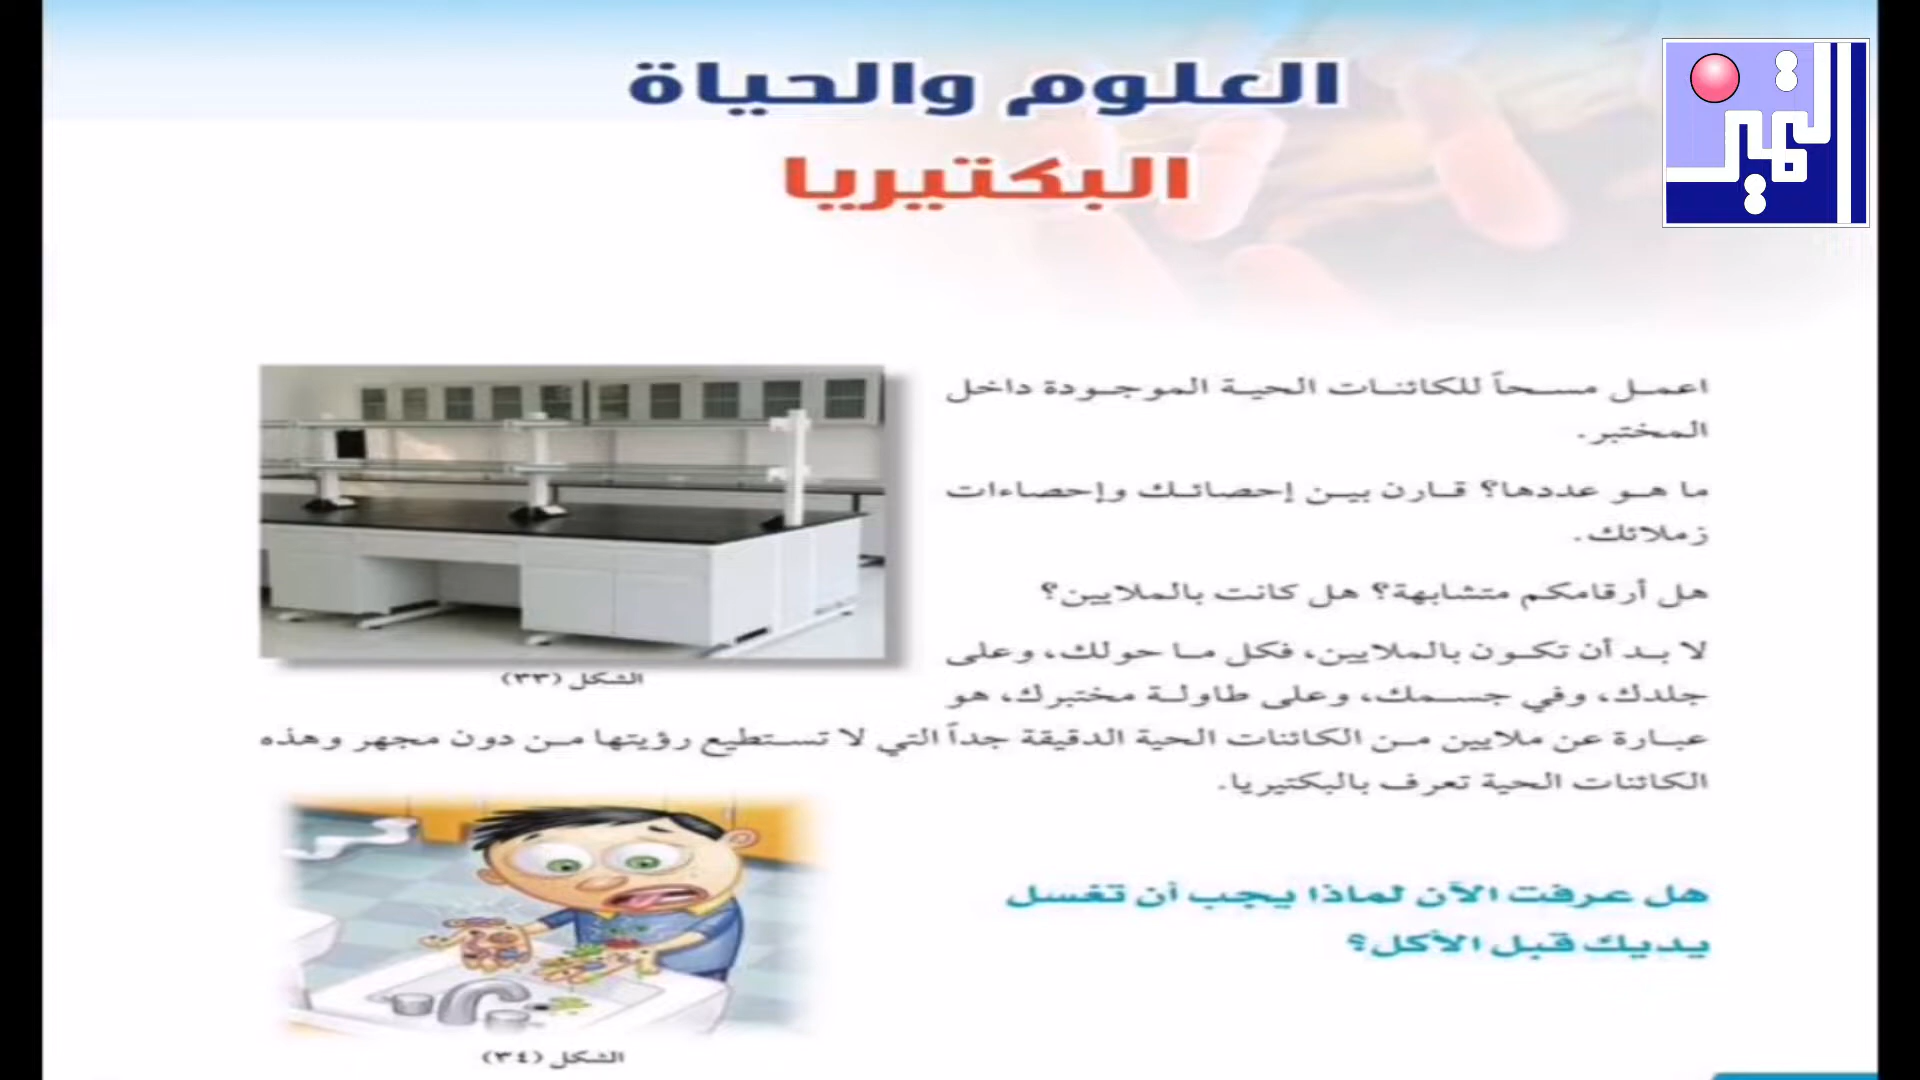 العلوم والحياة
البكتيريا
التميز
اعمل مسحاً للكائنات الحية الموجودة داخل
المختبر.
ما هو عددها؟ قارن بين إحصائك وإحصاءات
زملائك.
هل أرقامكم متشابهة؟ هل كانت بالملايين؟
لا بد أن تكون بالملايين، فكل ما حولك، وعلى
جلدك، وفي جسمك، وعلى طاولة مختبرك، هو
عبارة عن ملايين من الكائنات الحية الدقيقة جداً التي لا تستطيع رؤيتها من دون مجهر وهذه
الكائنات الحية تعرف بالبكتيريا.
الشكل (٣٣)
هل عرفت الآن لماذا يجب أن تغسل
يديك قبل الأكل؟
الشكل (٣٤)